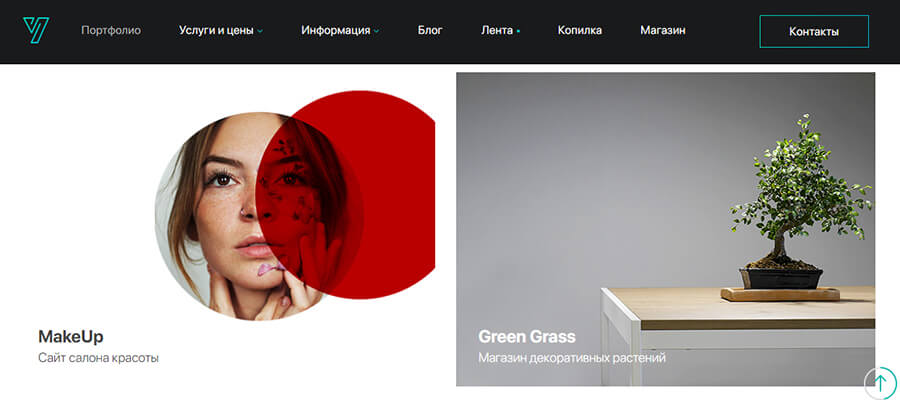 Портфолио Услуги и цены Информация Блог Лента Копилка Магазин Контакты
MakeUp
Сайт салона красоты
Green Grass
Магазин декоративных растений